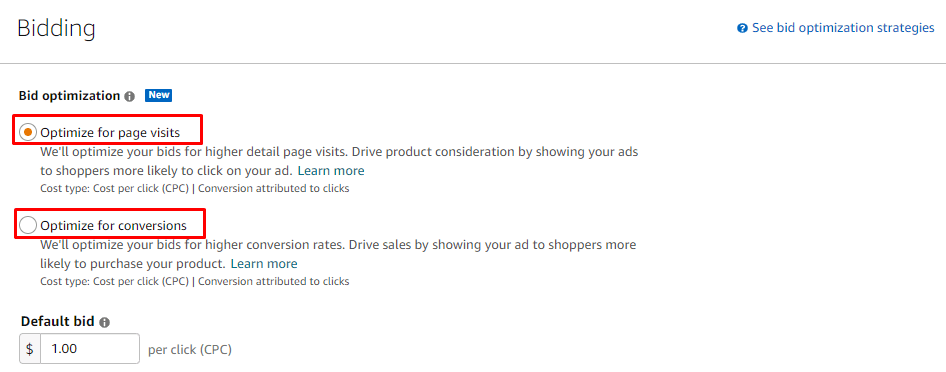 Bidding
See bid optimization strategies
Bid optimization
New
Optimize for page visits
We'll optimize your bids for higher detail page visits. Drive product consideration by showing your ads
to shoppers more likely to click on your ad. Learn more
Cost type: Cost per click (CPC) | Conversion attributed to clicks
Optimize for conversions
We'll optimize your bids for higher conversion rates. Drive sales by showing your ad to shoppers more
likely to purchase your product. Learn more
Cost type: Cost per click (CPC) | Conversion attributed to clicks
Default bid
$ 1.00 per click (CPC)